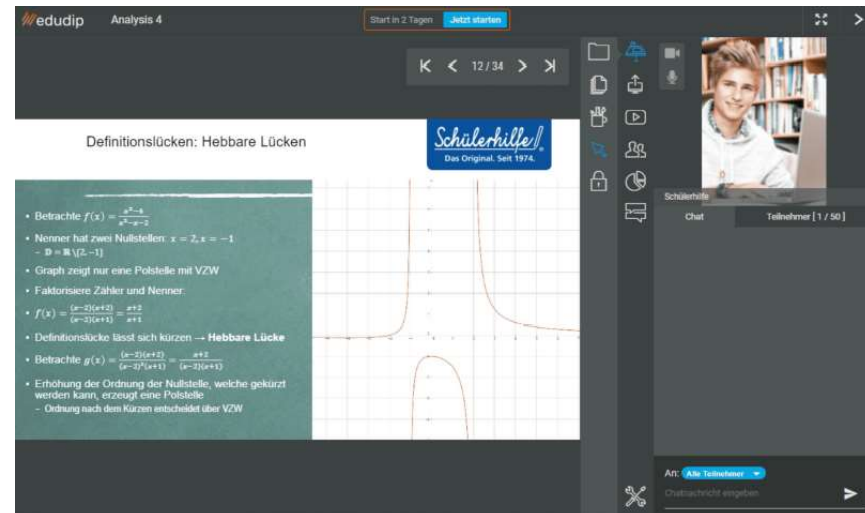 edudip
Analysis 4
Start in 2 Tagen
Jetzt starten
12 / 34
Definitionslücken: Hebbare Lücken
Schülerhilfe!
Das Original. Seit 1974.
• Betrachte f(x) = (x²−4)/(x²−x−2)
• Nenner hat zwei Nullstellen: x = 2, x = −1
− 𝔻 = ℝ\{2, −1}
• Graph zeigt nur eine Polstelle mit VZW
• Faktorisiere Zähler und Nenner:
• f(x) = (x−2)(x+2)/(x−2)(x+1) = x+2/x+1
• Definitionslücke lässt sich kürzen → Hebbare Lücke
• Betrachte g(x) = (x−2)(x+2)/(x−2)²(x+1) = x+2/(x−2)(x+1)
• Erhöhung der Ordnung der Nullstelle, welche gekürzt
werden kann, erzeugt eine Polstelle
− Ordnung nach dem Kürzen entscheidet über VZW
Schülerhilfe
Chat
Teilnehmer [ 1 / 50 ]
An: Alle Teilnehmer
Chatnachricht eingeben